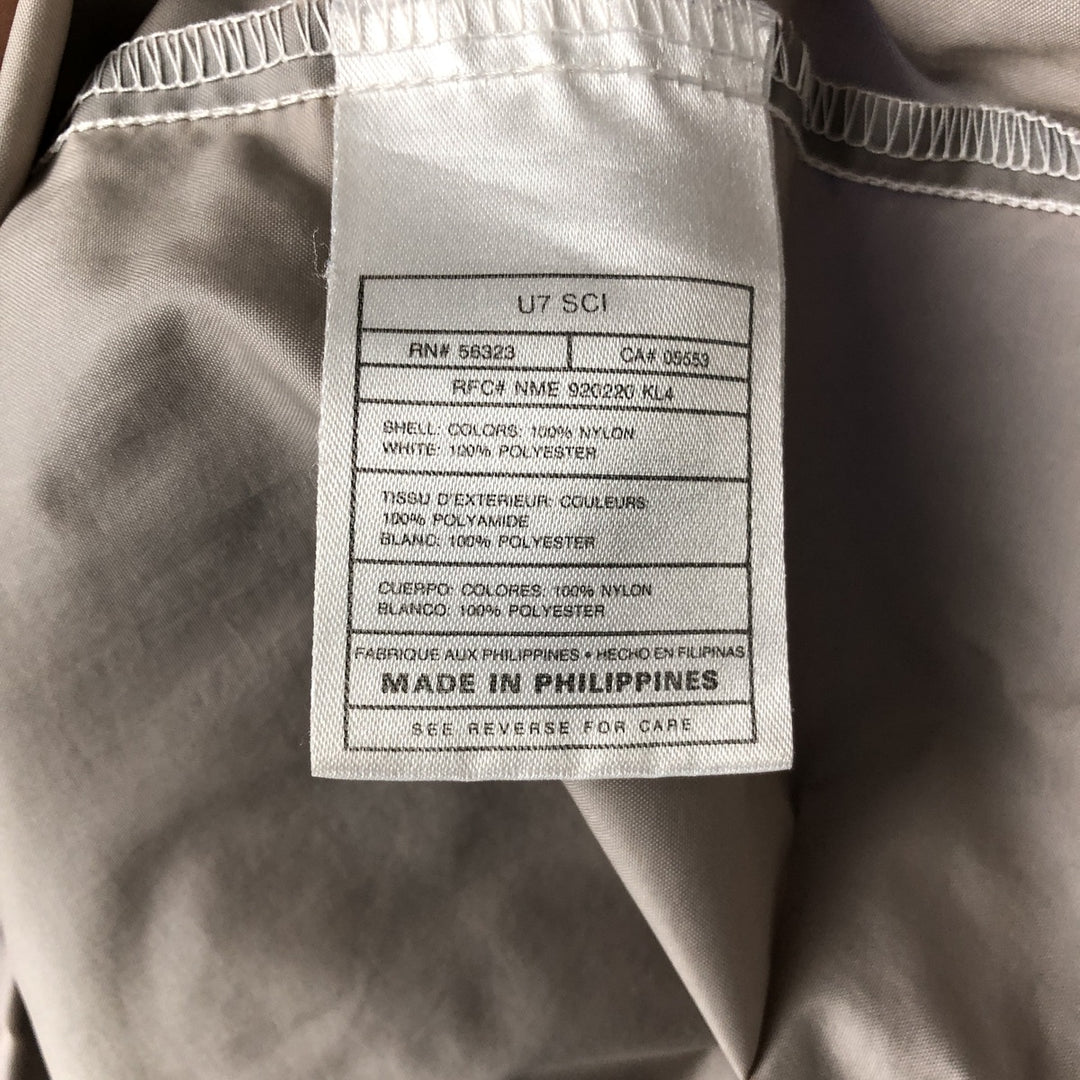 U7 SCI
RN# 56323 CA# 05553
RFC# NME 920220 KL4
SHELL: COLORS: 100% NYLON
WHITE: 100% POLYESTER
TISSU D'EXTERIEUR: COULEURS:
100% POLYAMIDE
BLANC: 100% POLYESTER
CUERPO: COLORES: 100% NYLON
BLANCO: 100% POLYESTER
FABRIQUE AUX PHILIPPINES • HECHO EN FILIPINAS
MADE IN PHILIPPINES
SEE REVERSE FOR CARE